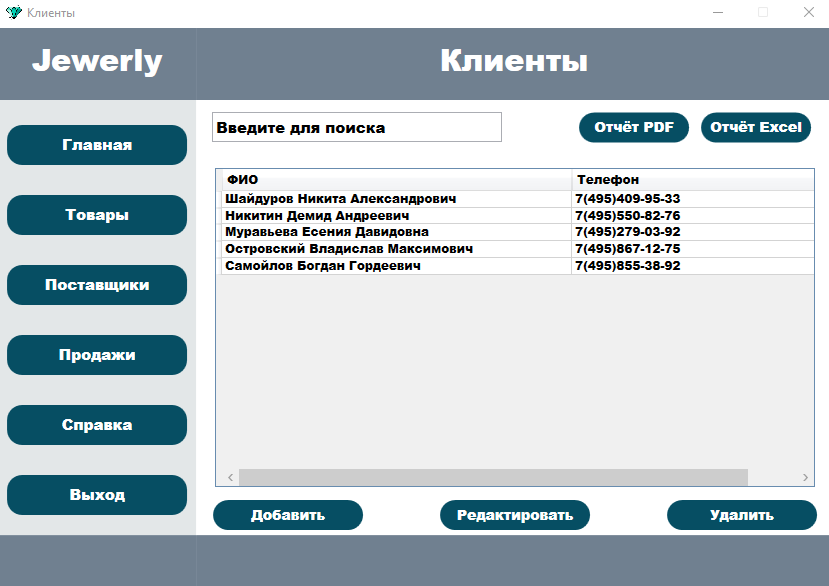 Клиенты
Jewerly
Клиенты
Главная
Товары
Поставщики
Продажи
Справка
Выход
Введите для поиска
Отчёт PDF
Отчёт Excel
ФИО Телефон
Шайдуров Никита Александрович 7(495)409-95-33
Никитин Демид Андреевич 7(495)550-82-76
Муравьева Есения Давидовна 7(495)279-03-92
Островский Владислав Максимович 7(495)867-12-75
Самойлов Богдан Гордеевич 7(495)855-38-92
Добавить
Редактировать
Удалить